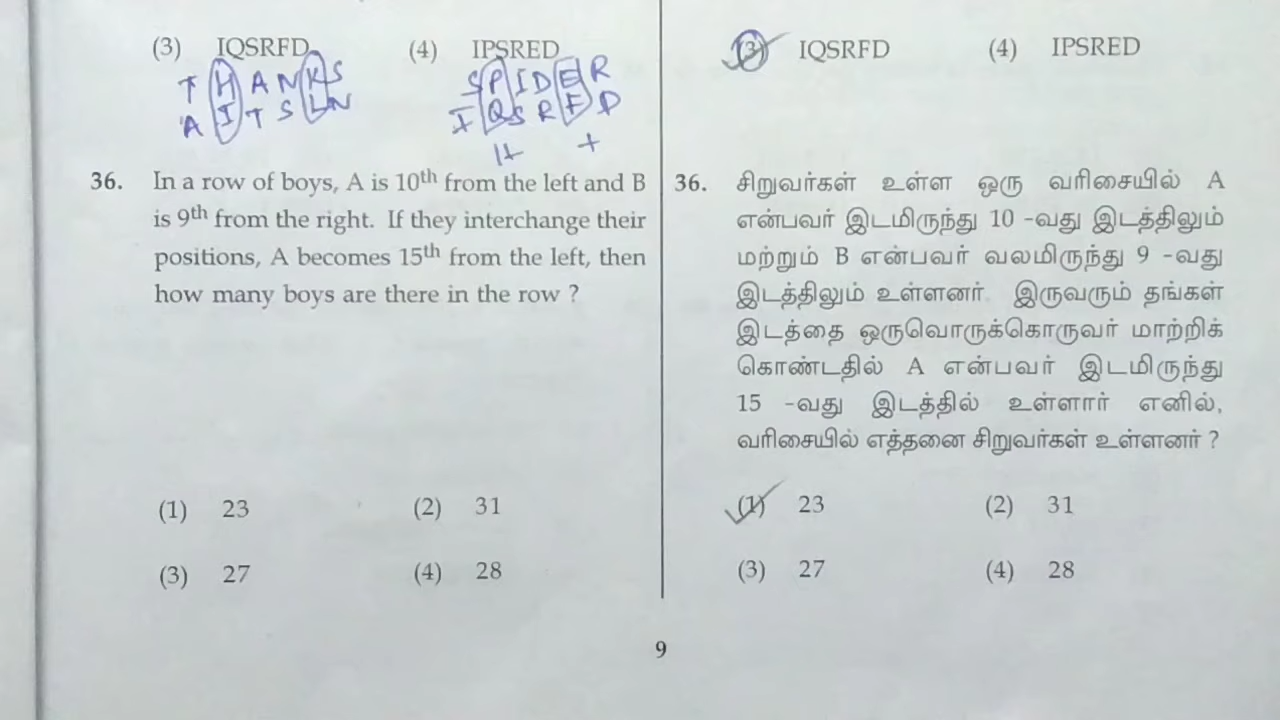 (3) IQSRFD (4) IPSRED
T H A N K S
A I T S L N
S P I D E R
I Q S R F D
1+ +
36. In a row of boys, A is 10th from the left and B
is 9th from the right. If they interchange their
positions, A becomes 15th from the left, then
how many boys are there in the row ?
(1) 23 (2) 31
(3) 27 (4) 28
(3) IQSRFD (4) IPSRED
36. சிறுவர்கள் உள்ள ஒரு வரிசையில் A
என்பவர் இடமிருந்து 10 -வது இடத்திலும்
மற்றும் B என்பவர் வலமிருந்து 9 -வது
இடத்திலும் உள்ளனர். இருவரும் தங்கள்
இடத்தை ஒருவொருக்கொருவர் மாற்றிக்
கொண்டதில் A என்பவர் இடமிருந்து
15 -வது இடத்தில் உள்ளார் எனில்,
வரிசையில் எத்தனை சிறுவர்கள் உள்ளனர் ?
(1) 23 (2) 31
(3) 27 (4) 28
9